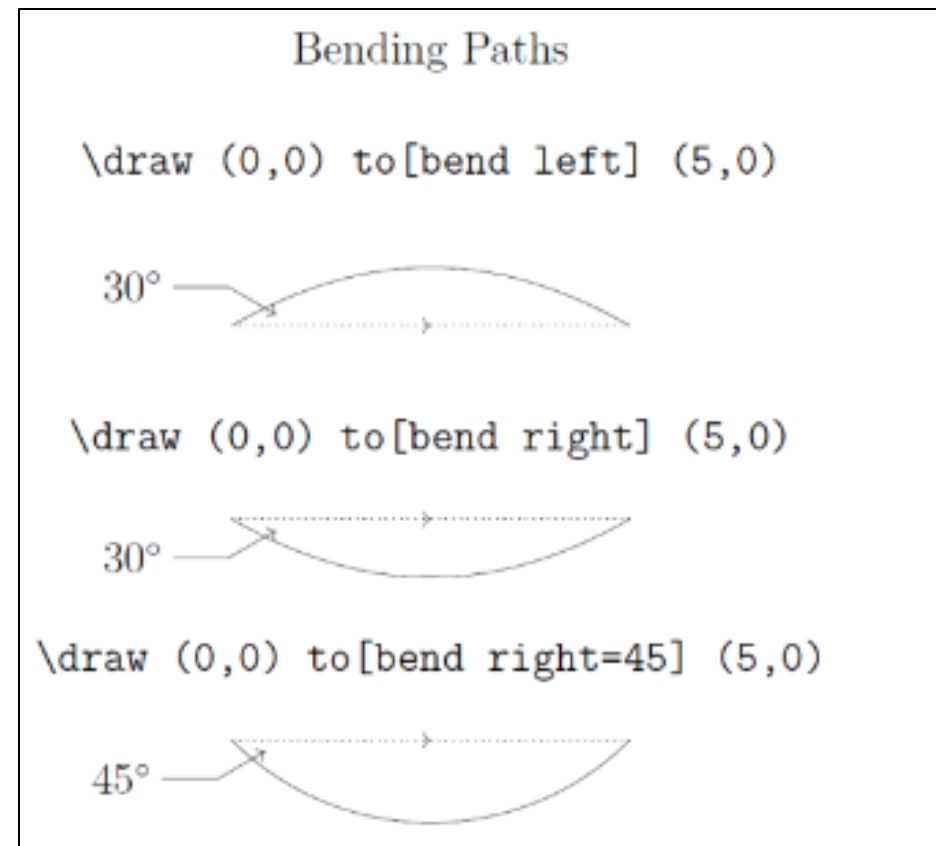 Bending Paths
\draw (0,0) to[bend left] (5,0)
30°
\draw (0,0) to[bend right] (5,0)
30°
\draw (0,0) to[bend right=45] (5,0)
45°